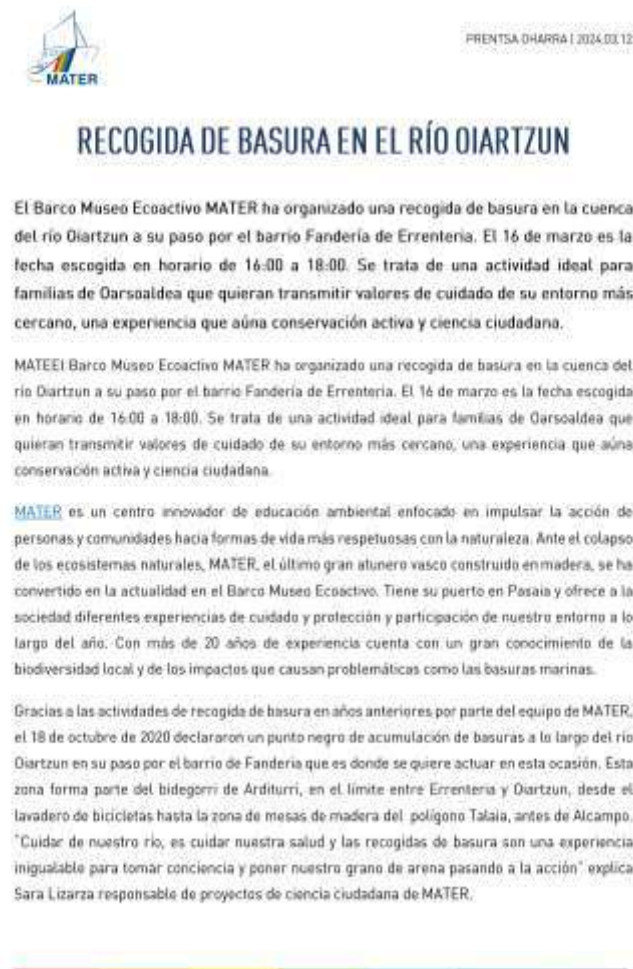 MATER
PRENTSA OHARRA | 2024.03.12
RECOGIDA DE BASURA EN EL RÍO OIARTZUN
El Barco Museo Ecoactivo MATER ha organizado una recogida de basura en la cuenca
del río Oiartzun a su paso por el barrio Fandería de Errenteria. El 16 de marzo es la
fecha escogida en horario de 16:00 a 18:00. Se trata de una actividad ideal para
familias de Oarsoaldea que quieran transmitir valores de cuidado de su entorno más
cercano, una experiencia que aúna conservación activa y ciencia ciudadana.
MATEEl Barco Museo Ecoactivo MATER ha organizado una recogida de basura en la cuenca del
río Oiartzun a su paso por el barrio Fandería de Errenteria. El 16 de marzo es la fecha escogida
en horario de 16:00 a 18:00. Se trata de una actividad ideal para familias de Oarsoaldea que
quieran transmitir valores de cuidado de su entorno más cercano, una experiencia que aúna
conservación activa y ciencia ciudadana.
MATER es un centro innovador de educación ambiental enfocado en impulsar la acción de
personas y comunidades hacia formas de vida más respetuosas con la naturaleza. Ante el colapso
de los ecosistemas naturales, MATER, el último gran atunero vasco construido en madera, se ha
convertido en la actualidad en el Barco Museo Ecoactivo. Tiene su puerto en Pasaia y ofrece a la
sociedad diferentes experiencias de cuidado y protección y participación de nuestro entorno a lo
largo del año. Con más de 20 años de experiencia cuenta con un gran conocimiento de la
biodiversidad local y de los impactos que causan problemáticas como las basuras marinas.
Gracias a las actividades de recogida de basura en años anteriores por parte del equipo de MATER,
el 18 de octubre de 2020 declararon un punto negro de acumulación de basuras a lo largo del río
Oiartzun en su paso por el barrio de Fandería que es donde se quiere actuar en esta ocasión. Esta
zona forma parte del bidegorri de Arditurri, en el límite entre Errenteria y Oiartzun, desde el
lavadero de bicicletas hasta la zona de mesas de madera del polígono Talaia, antes de Alcampo.
"Cuidar de nuestro río, es cuidar nuestra salud y las recogidas de basura son una experiencia
inigualable para tomar conciencia y poner nuestro grano de arena pasando a la acción" explica
Sara Lizarza responsable de proyectos de ciencia ciudadana de MATER.